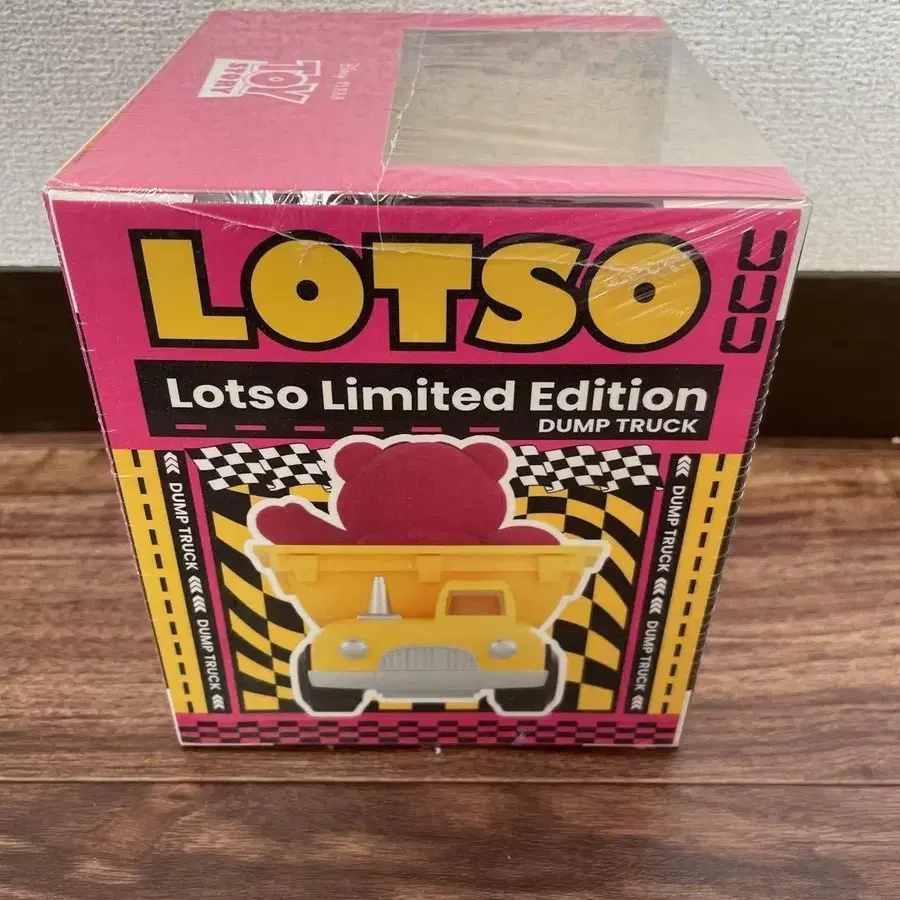 Disney PIXAR
TOY
STORY
LOTSO
Lotso Limited Edition
DUMP TRUCK
DUMP TRUCK
DUMP TRUCK
DUMP TRUCK
DUMP TRUCK